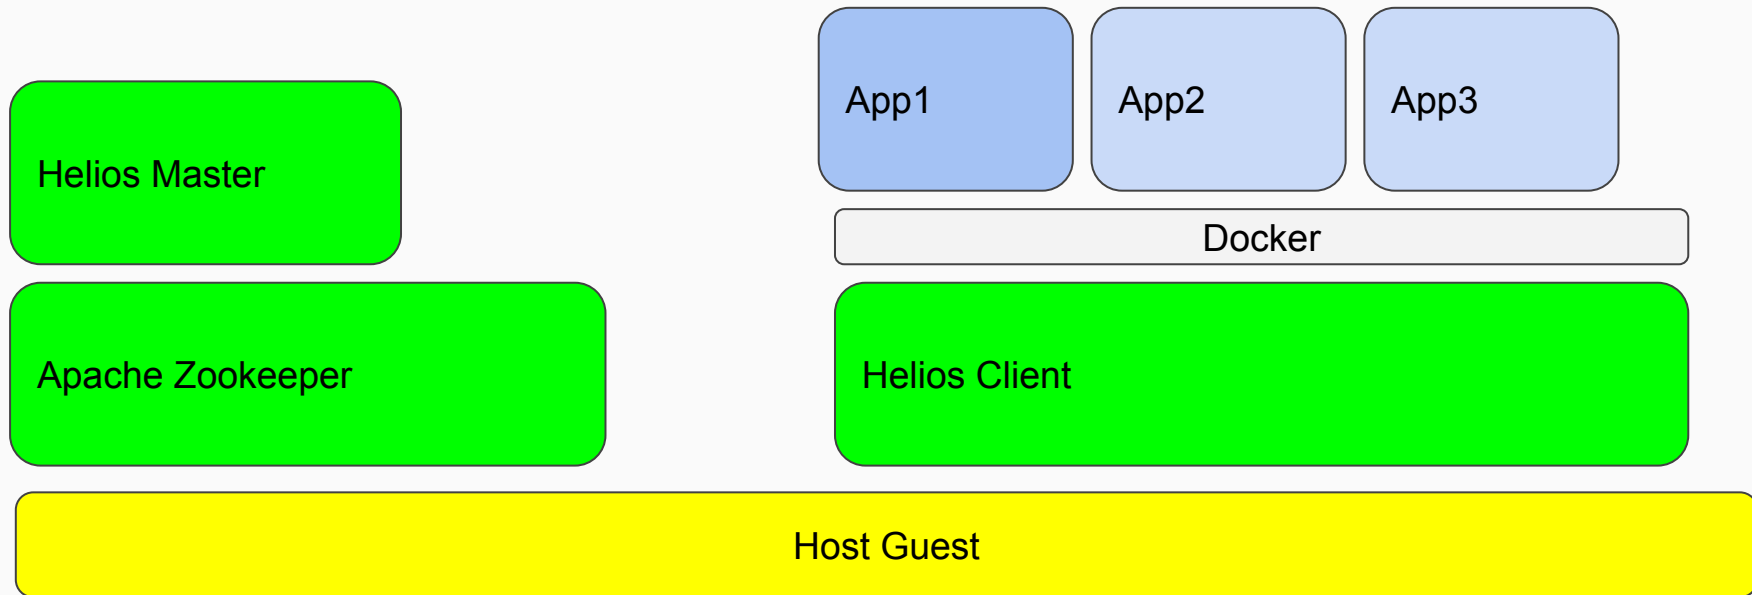 App1
App2
App3
Helios Master
Docker
Apache Zookeeper
Helios Client
Host Guest